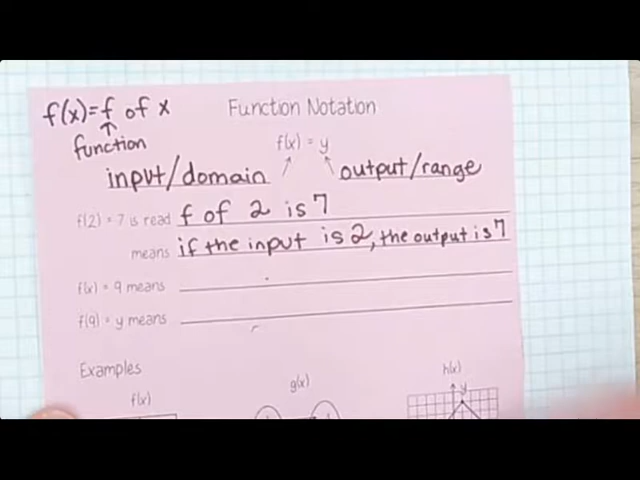 f(x)=f of x
Function Notation
function
f(x) = y
input/domain
output/range
f(2) = 7 is read f of 2 is 7
means if the input is 2, the output is 7
f(x) = 9 means
f(9) = y means
Examples
f(x)
g(x)
h(x)
y